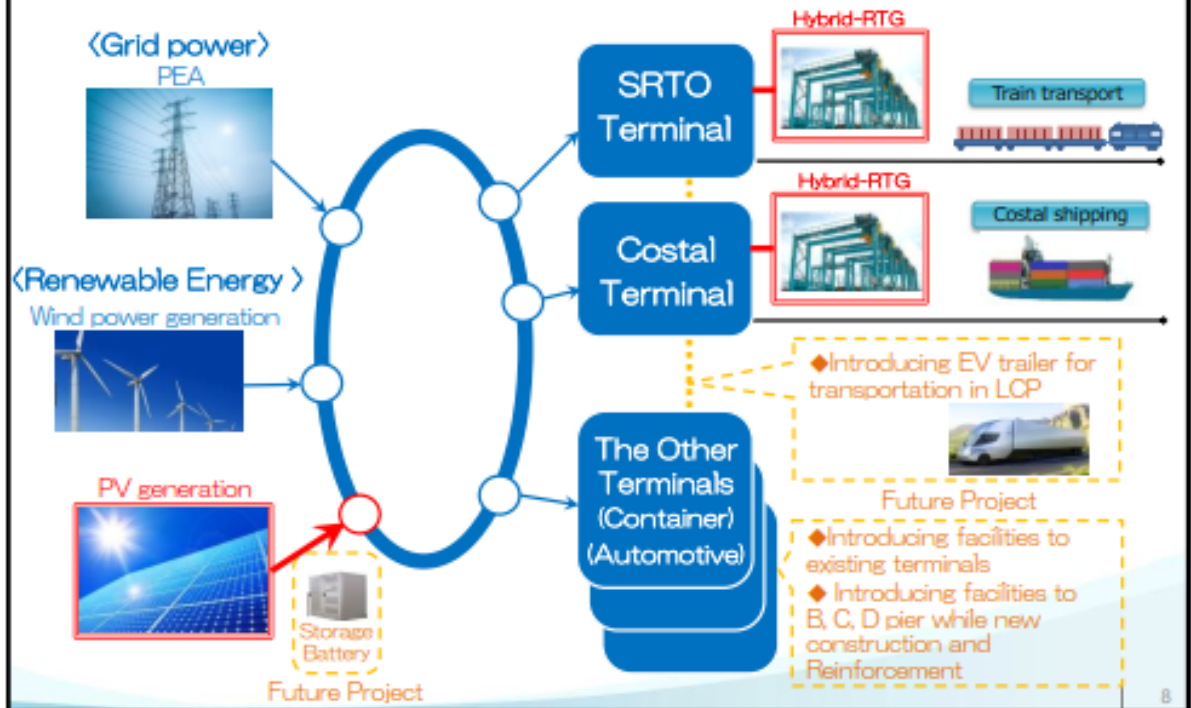 〈Grid power〉
PEA
〈Renewable Energy 〉
Wind power generation
PV generation
Storage
Battery
Future Project
SRTO
Terminal
Hybrid-RTG
Train transport
Costal
Terminal
Hybrid-RTG
Costal shipping
◆Introducing EV trailer for
transportation in LCP
Future Project
The Other
Terminals
(Container)
(Automotive)
◆Introducing facilities to
existing terminals
◆ Introducing facilities to
B, C, D pier while new
construction and
Reinforcement
8